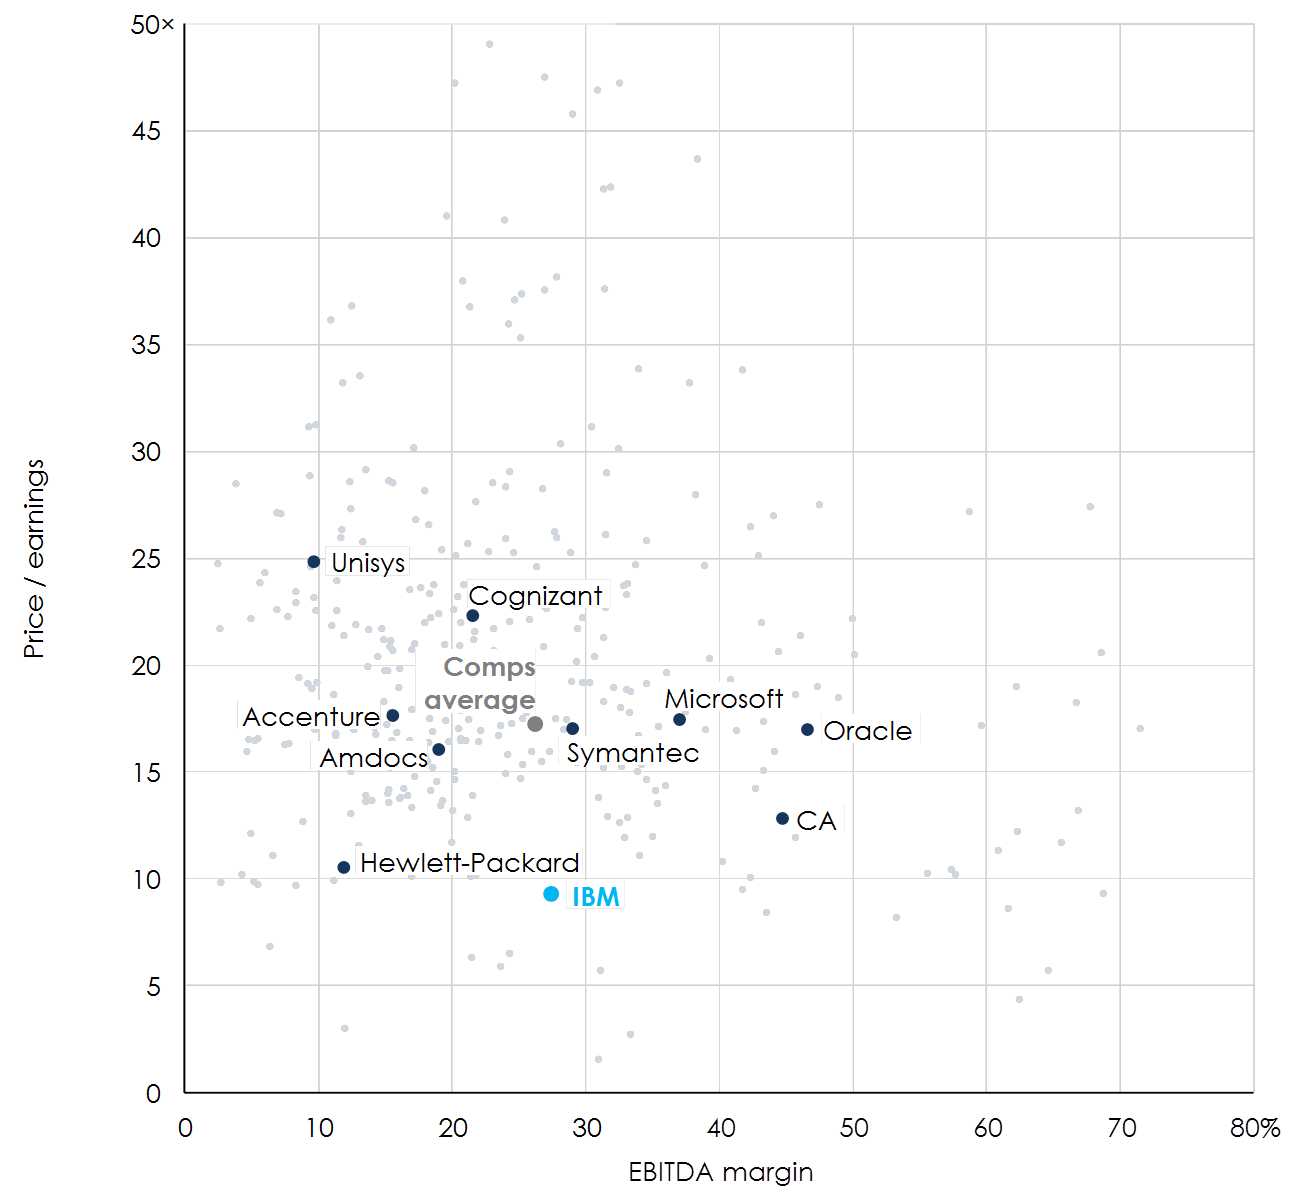 50×
45
40
35
30
25
20
15
10
5
0
Price / earnings
Unisys
Cognizant
Comps
average
Accenture
Microsoft
Oracle
Amdocs
Symantec
CA
Hewlett-Packard
IBM
0 10 20 30 40 50 60 70 80%
EBITDA margin